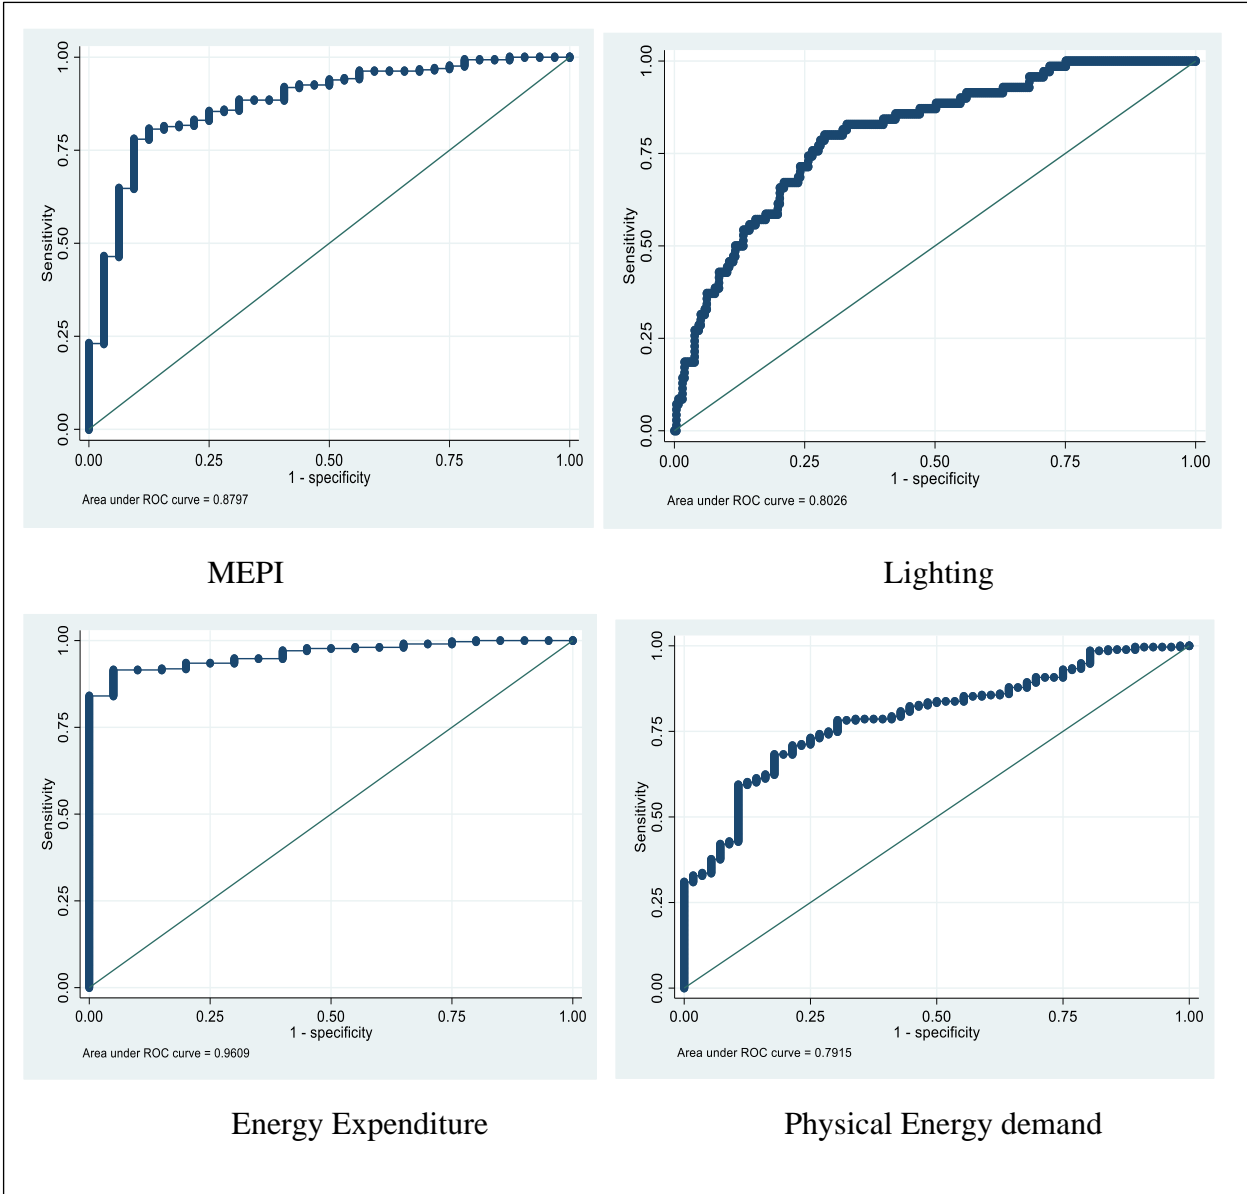 Sensitivity
1.00
0.75
0.50
0.25
0.00
0.00 0.25 0.50 0.75 1.00
1 - specificity
Area under ROC curve = 0.8797
MEPI
Sensitivity
1.00
0.75
0.50
0.25
0.00
0.00 0.25 0.50 0.75 1.00
1 - specificity
Area under ROC curve = 0.8026
Lighting
Sensitivity
1.00
0.75
0.50
0.25
0.00
0.00 0.25 0.50 0.75 1.00
1 - specificity
Area under ROC curve = 0.9609
Energy Expenditure
Sensitivity
1.00
0.75
0.50
0.25
0.00
0.00 0.25 0.50 0.75 1.00
1 - specificity
Area under ROC curve = 0.7915
Physical Energy demand